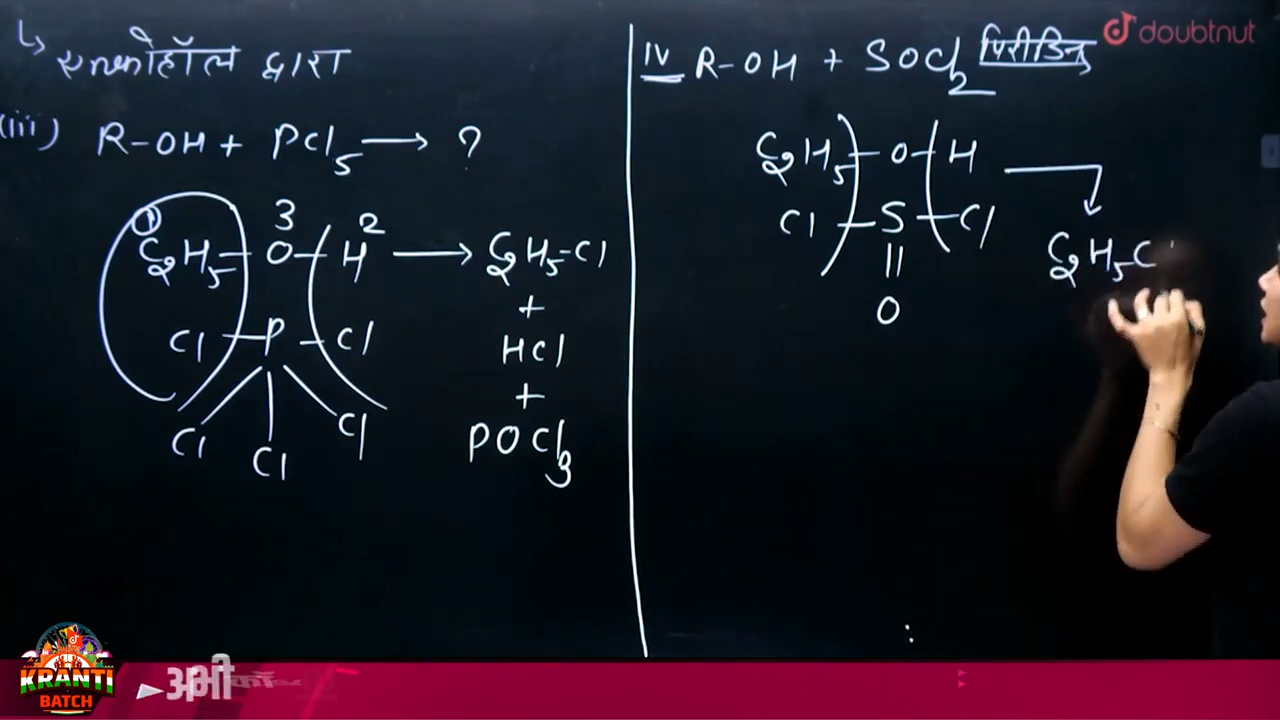 ↳ एल्कोहॉल द्वारा
(iii) R-OH + PCl5 ⟶ ?
① 3 2
C2H5-O-H ⟶ C2H5-Cl
+
Cl-P-Cl HCl
+
Cl Cl Cl POCl3
doubtnut
IV R-OH + SOCl2 पिरीडिन
C2H5-O-H
Cl-S-Cl
C2H5C
O
KRANTI
BATCH
अभी